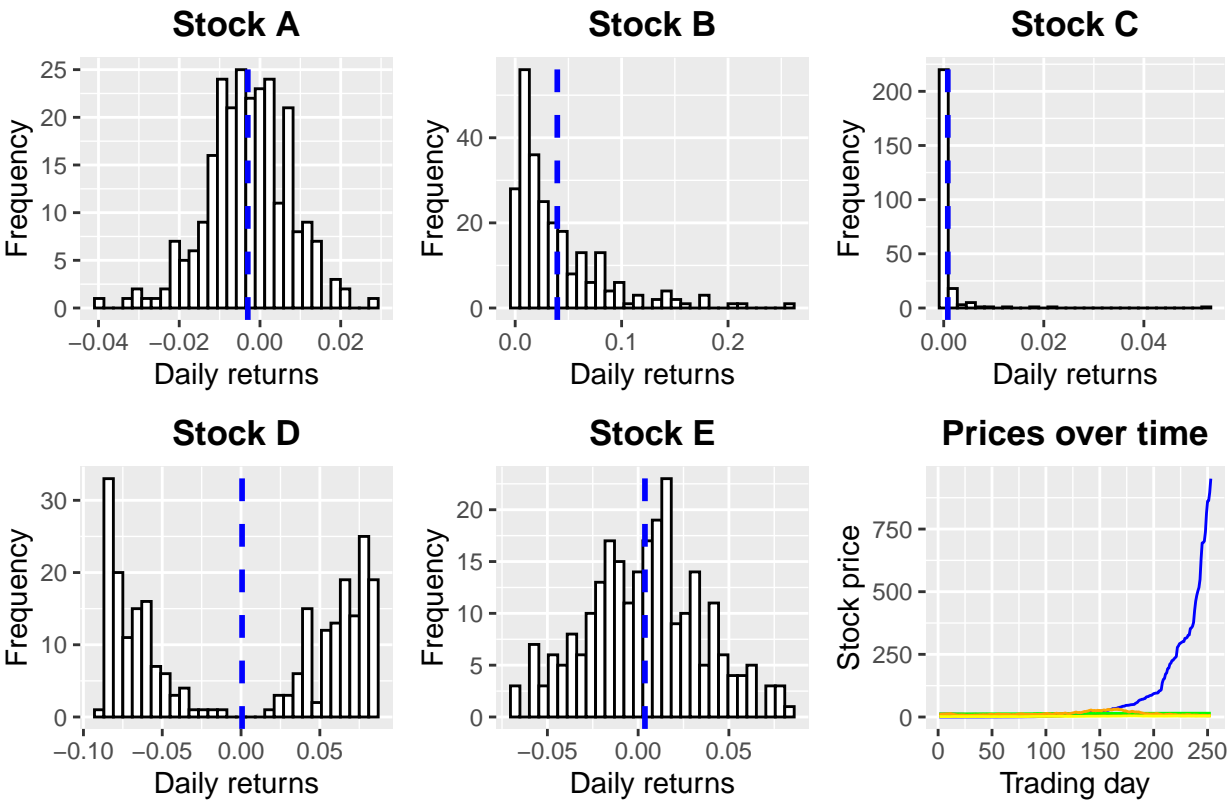 Stock A
Frequency
25
20
15
10
5
0
−0.04 −0.02 0.00 0.02
Daily returns
Stock B
Frequency
40
20
0
0.0 0.1 0.2
Daily returns
Stock C
Frequency
200
150
100
50
0
0.00 0.02 0.04
Daily returns
Stock D
Frequency
30
20
10
0
−0.10 −0.05 0.00 0.05
Daily returns
Stock E
Frequency
20
15
10
5
0
−0.05 0.00 0.05
Daily returns
Prices over time
Stock price
750
500
250
0
0 50 100 150 200 250
Trading day